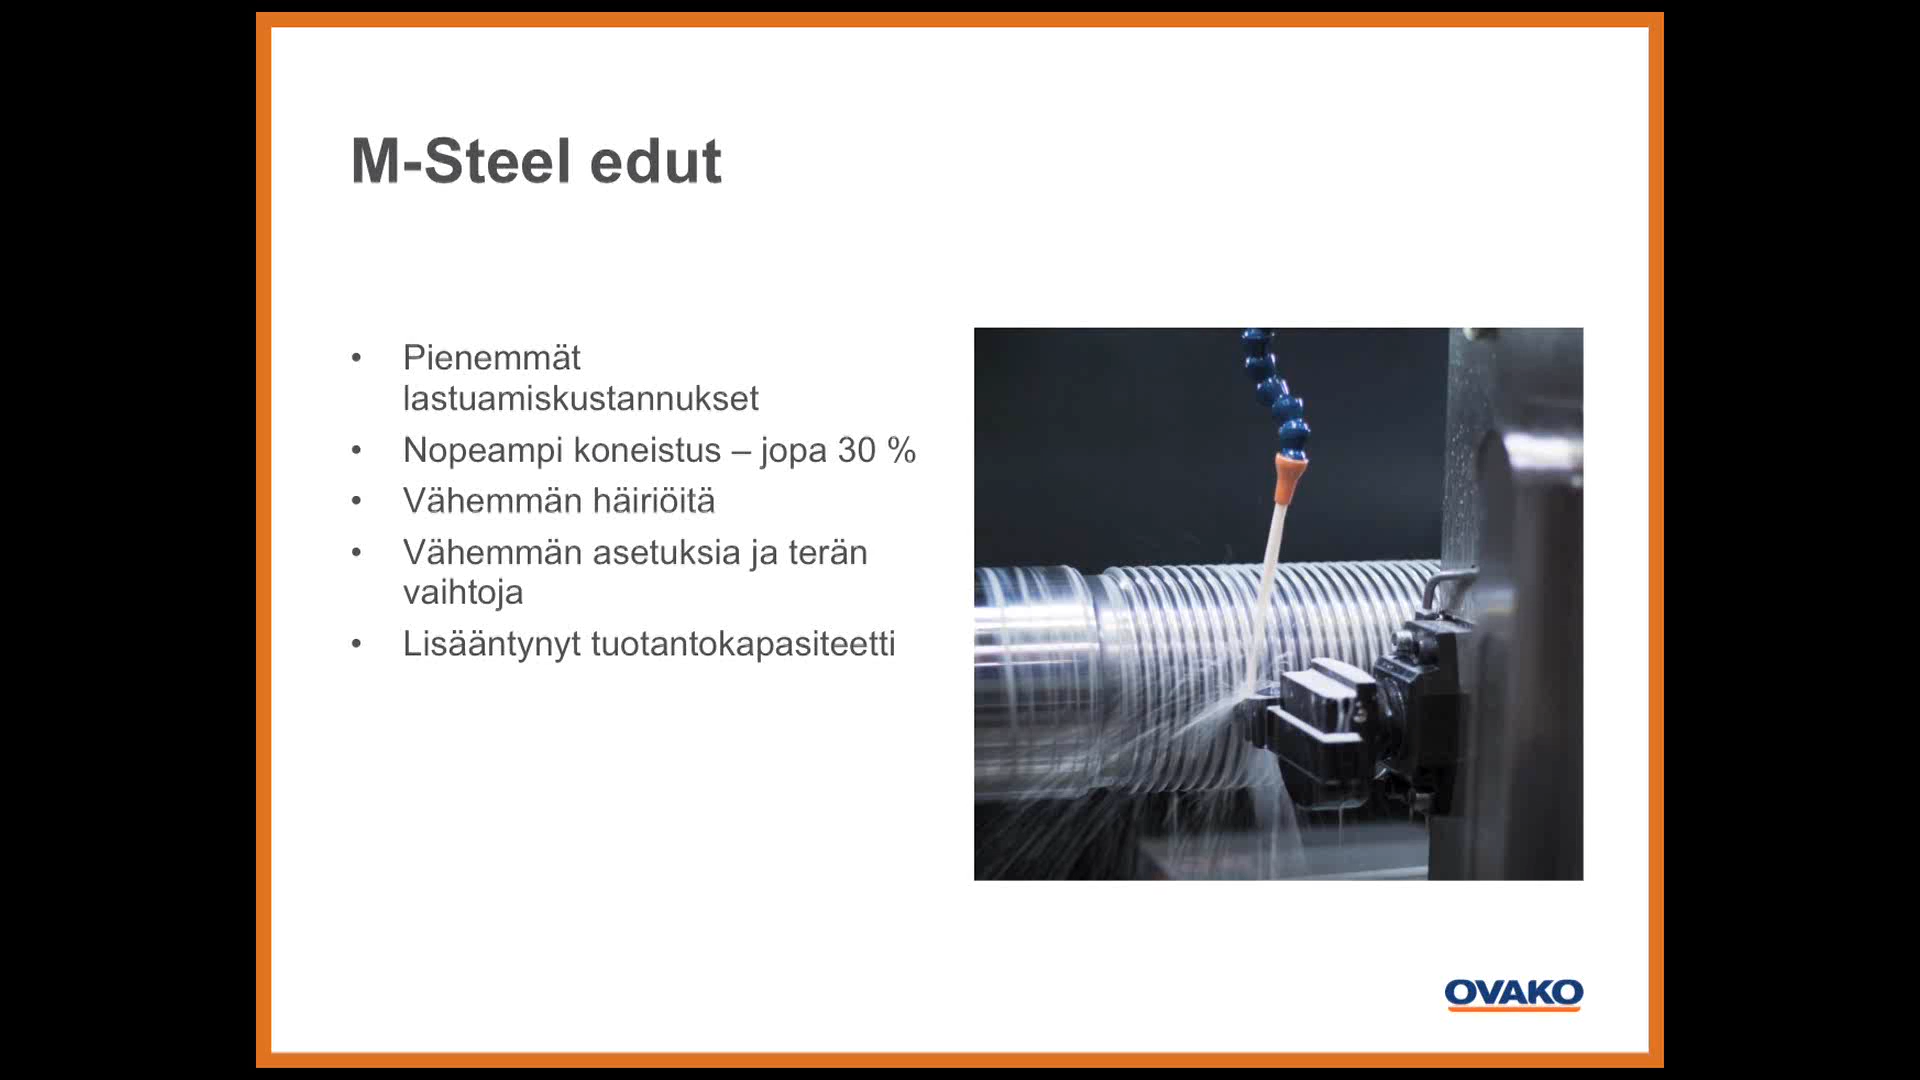 M-Steel edut
• Pienemmät
lastuamiskustannukset
• Nopeampi koneistus – jopa 30 %
• Vähemmän häiriöitä
• Vähemmän asetuksia ja terän
vaihtoja
• Lisääntynyt tuotantokapasiteetti
OVAKO